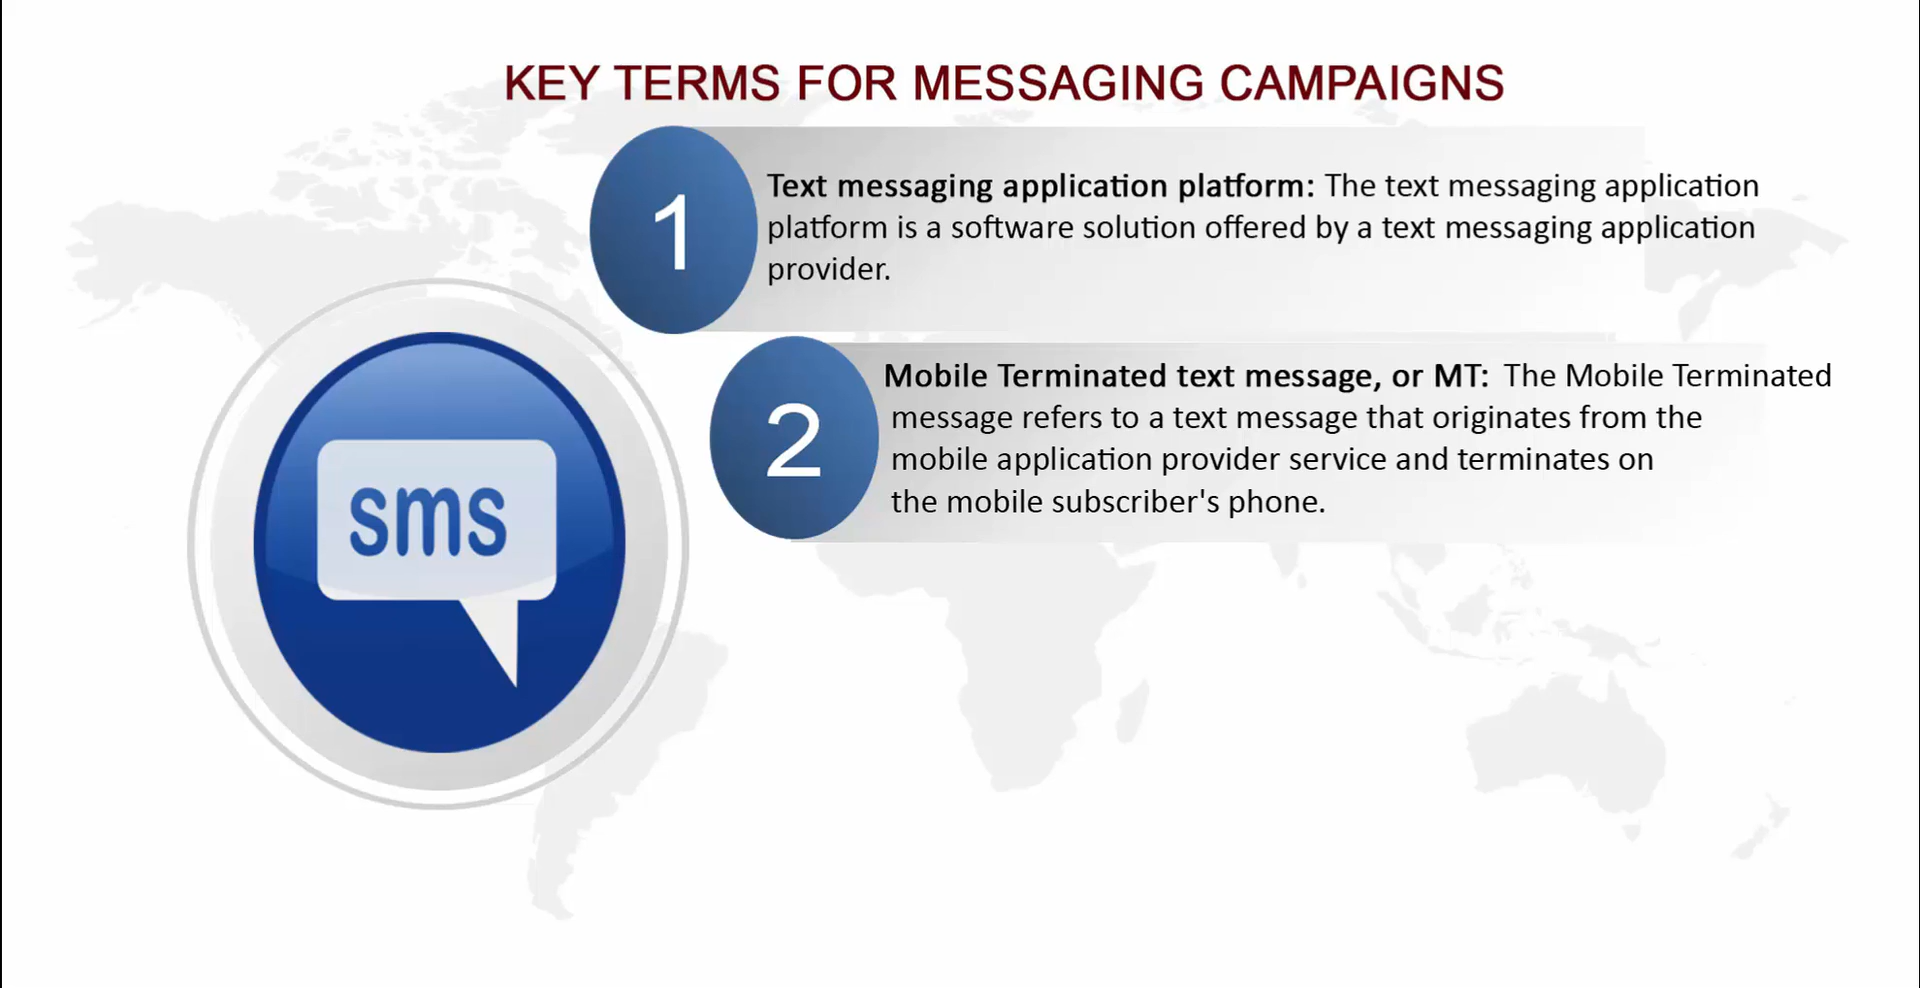 KEY TERMS FOR MESSAGING CAMPAIGNS
1
Text messaging application platform: The text messaging application
platform is a software solution offered by a text messaging application
provider.
2
Mobile Terminated text message, or MT: The Mobile Terminated
message refers to a text message that originates from the
mobile application provider service and terminates on
the mobile subscriber's phone.
sms